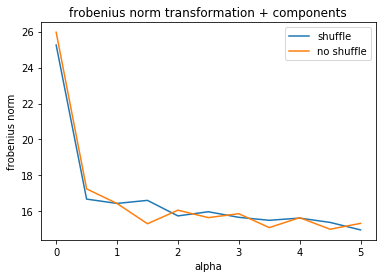 frobenius norm transformation + components
shuffle
no shuffle
26
24
22
20
18
16
frobenius norm
0 1 2 3 4 5
alpha